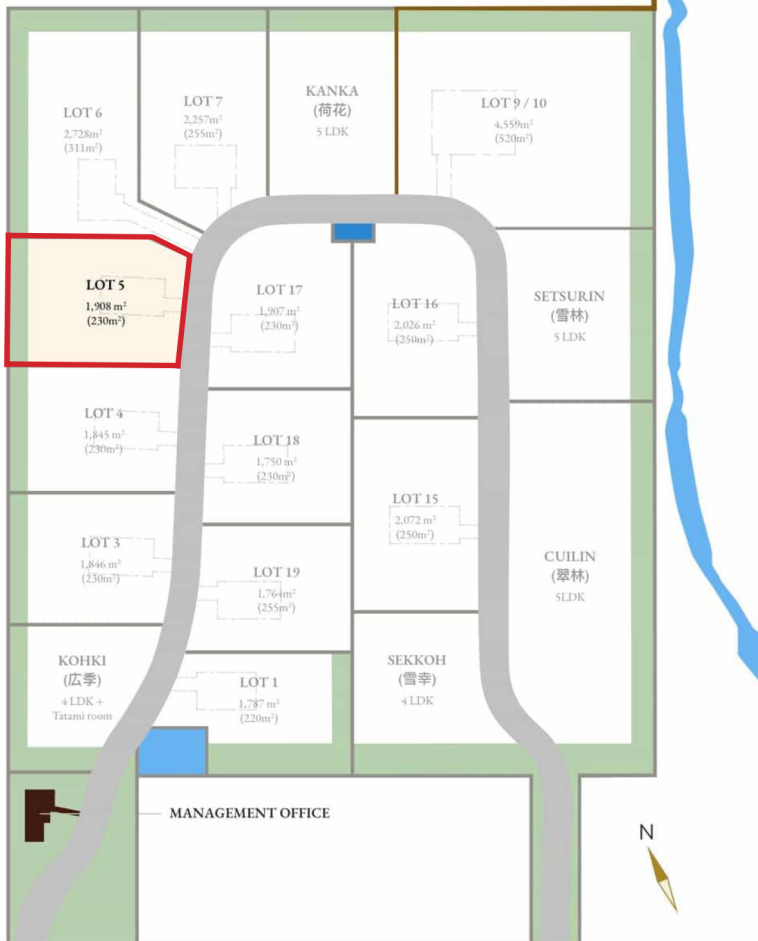 LOT 6
2,728m²
(311m²)
LOT 7
2,257m²
(255m²)
KANKA
(荷花)
5 LDK
LOT 9 / 10
4,559m²
(520m²)
LOT 5
1,908 m²
(230m²)
LOT 17
1,907 m²
(230m²)
LOT 16
2,026 m²
(250m²)
SETSURIN
(雪林)
5 LDK
LOT 4
1,845 m²
(230m²)
LOT 18
1,750 m²
(230m²)
LOT 15
2,072 m²
(250m²)
LOT 3
1,846 m²
(230m²)
LOT 19
1,764m²
(255m²)
CUILIN
(翠林)
5LDK
KOHKI
(広季)
4 LDK +
Tatami room
LOT 1
1,787 m²
(220m²)
SEKKOH
(雪幸)
4 LDK
MANAGEMENT OFFICE
N